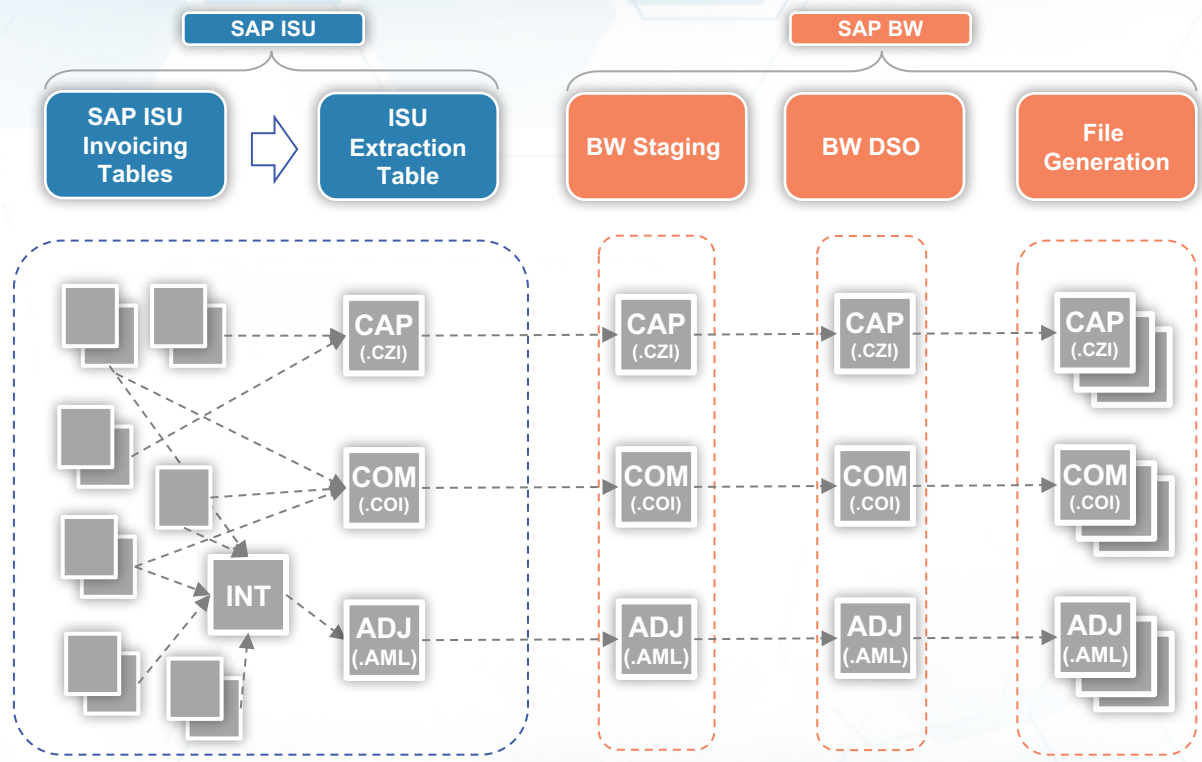 SAP ISU
SAP BW
SAP ISU
Invoicing
Tables
ISU
Extraction
Table
BW Staging
BW DSO
File
Generation
CAP
(.CZI)
CAP
(.CZI)
CAP
(.CZI)
CAP
(.CZI)
COM
(.COI)
COM
(.COI)
COM
(.COI)
COM
(.COI)
INT
ADJ
(.AML)
ADJ
(.AML)
ADJ
(.AML)
ADJ
(.AML)